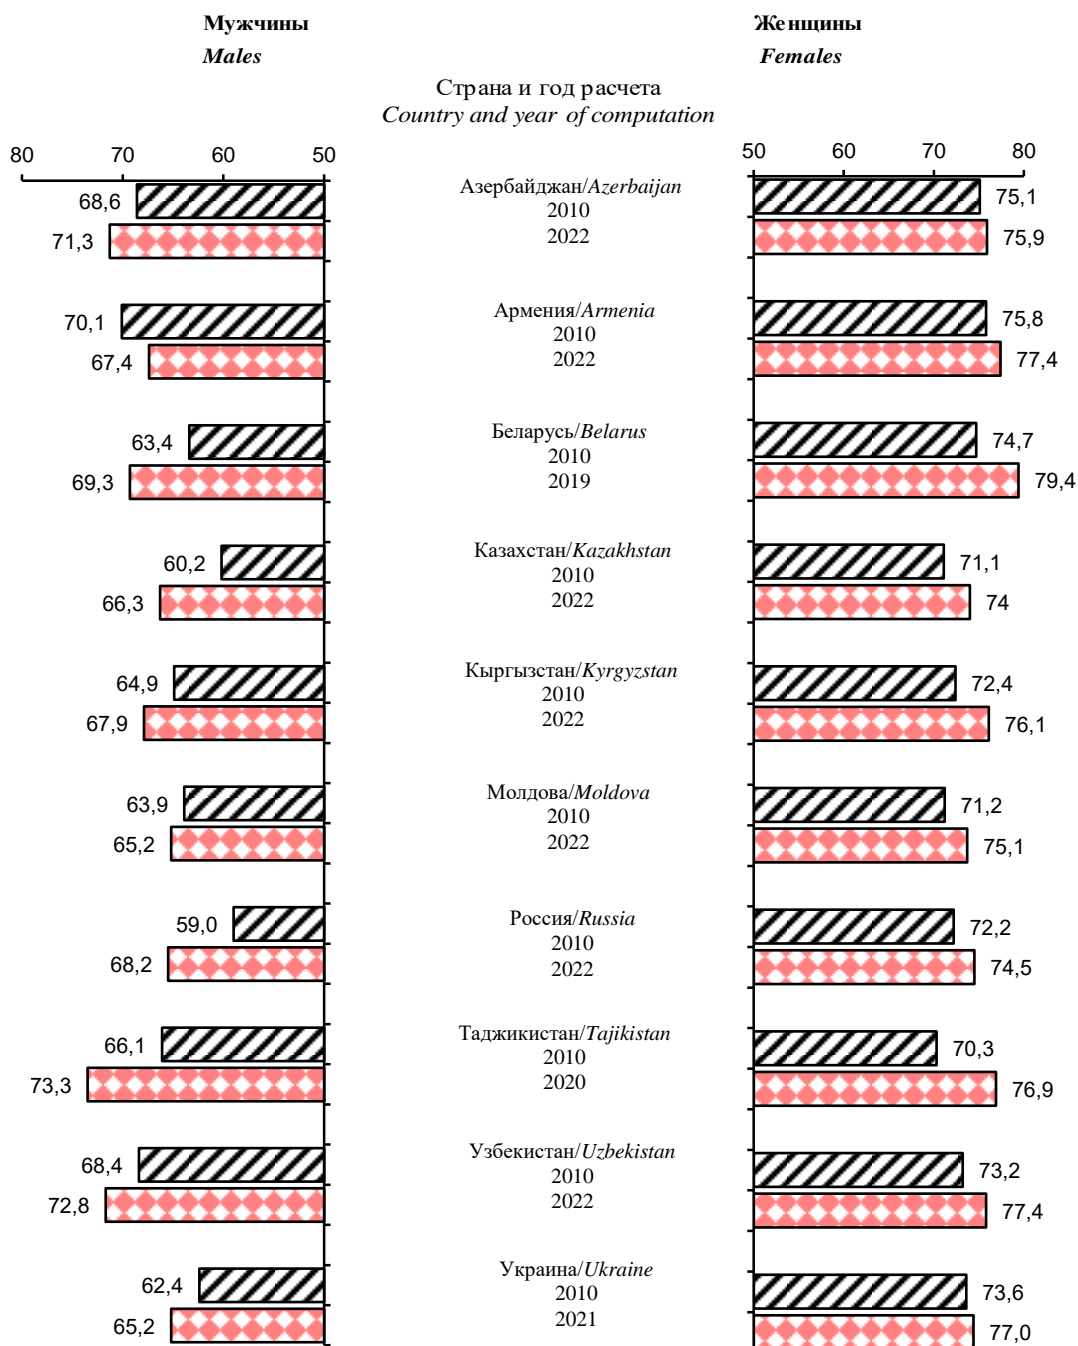 Мужчины Женщины
Males Females
Страна и год расчета
Country and year of computation
80 70 60 50 50 60 70 80
Азербайджан/Azerbaijan
68,6 2010 75,1
71,3 2022 75,9
Армения/Armenia
70,1 2010 75,8
67,4 2022 77,4
Беларусь/Belarus
63,4 2010 74,7
69,3 2019 79,4
Казахстан/Kazakhstan
60,2 2010 71,1
66,3 2022 74
Кыргызстан/Kyrgyzstan
64,9 2010 72,4
67,9 2022 76,1
Молдова/Moldova
63,9 2010 71,2
65,2 2022 75,1
Россия/Russia
59,0 2010 72,2
68,2 2022 74,5
Таджикистан/Tajikistan
66,1 2010 70,3
73,3 2020 76,9
Узбекистан/Uzbekistan
68,4 2010 73,2
72,8 2022 77,4
Украина/Ukraine
62,4 2010 73,6
65,2 2021 77,0